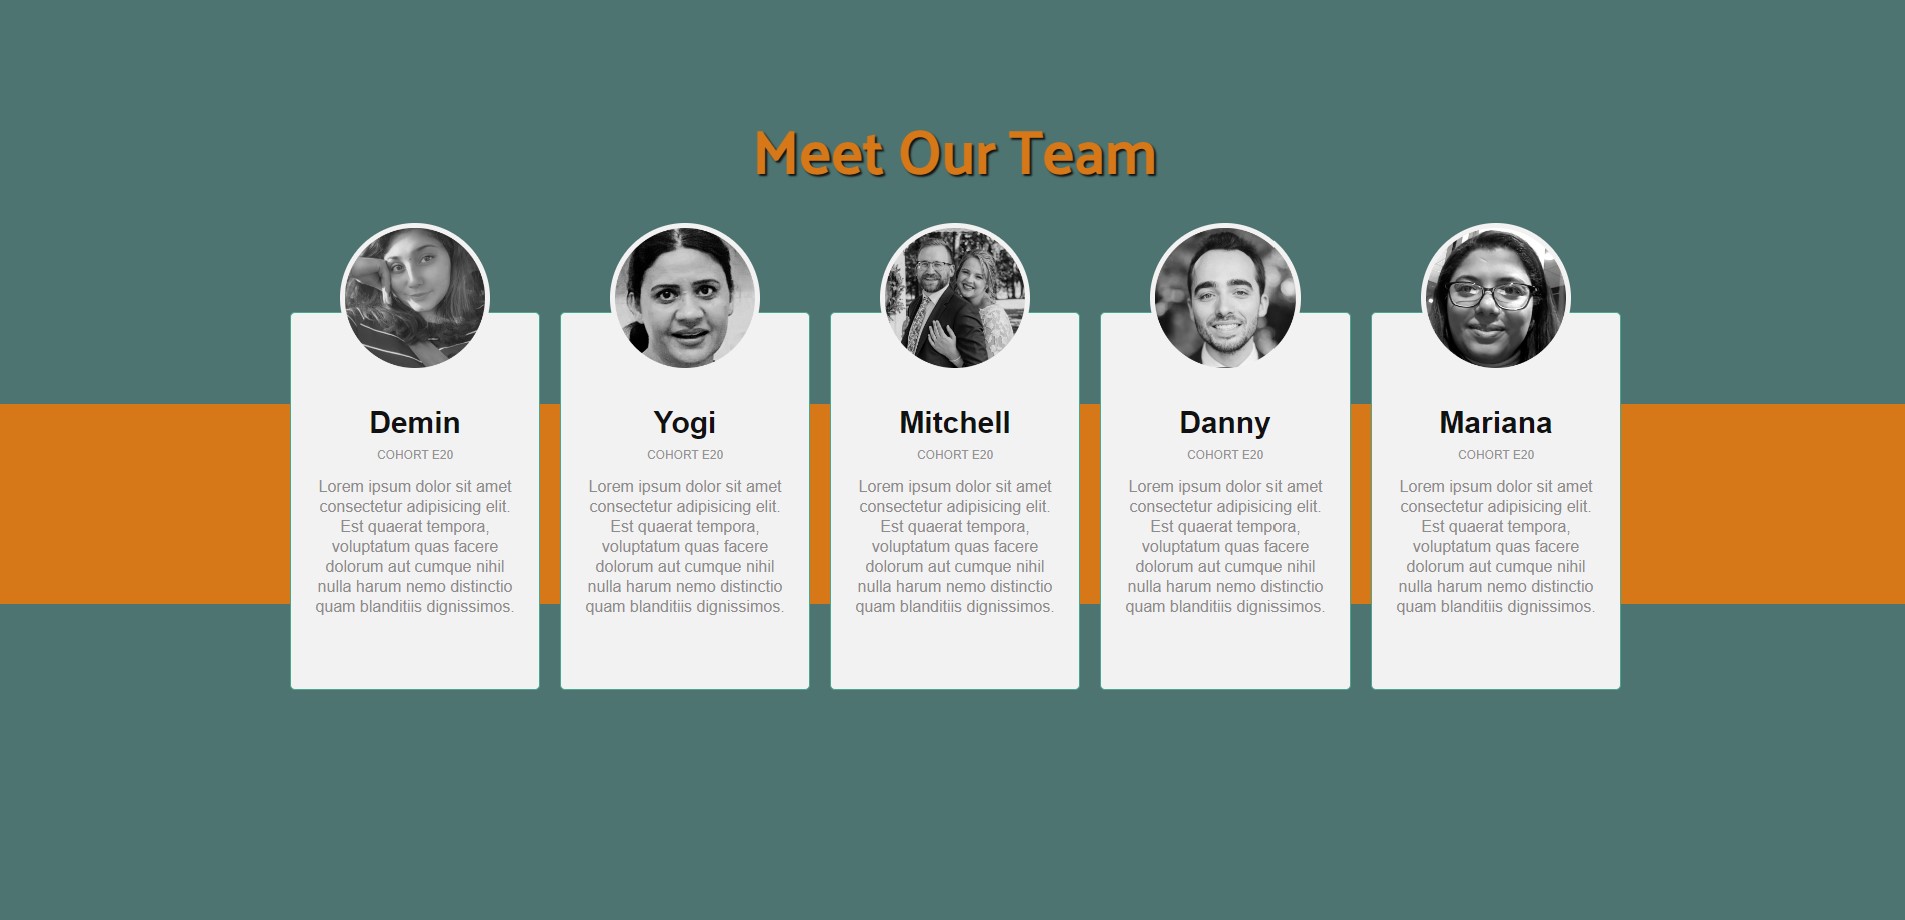 Meet Our Team
Demin
COHORT E20
Lorem ipsum dolor sit amet
consectetur adipisicing elit.
Est quaerat tempora,
voluptatum quas facere
dolorum aut cumque nihil
nulla harum nemo distinctio
quam blanditiis dignissimos.
Yogi
COHORT E20
Lorem ipsum dolor sit amet
consectetur adipisicing elit.
Est quaerat tempora,
voluptatum quas facere
dolorum aut cumque nihil
nulla harum nemo distinctio
quam blanditiis dignissimos.
Mitchell
COHORT E20
Lorem ipsum dolor sit amet
consectetur adipisicing elit.
Est quaerat tempora,
voluptatum quas facere
dolorum aut cumque nihil
nulla harum nemo distinctio
quam blanditiis dignissimos.
Danny
COHORT E20
Lorem ipsum dolor sit amet
consectetur adipisicing elit.
Est quaerat tempora,
voluptatum quas facere
dolorum aut cumque nihil
nulla harum nemo distinctio
quam blanditiis dignissimos.
Mariana
COHORT E20
Lorem ipsum dolor sit amet
consectetur adipisicing elit.
Est quaerat tempora,
voluptatum quas facere
dolorum aut cumque nihil
nulla harum nemo distinctio
quam blanditiis dignissimos.